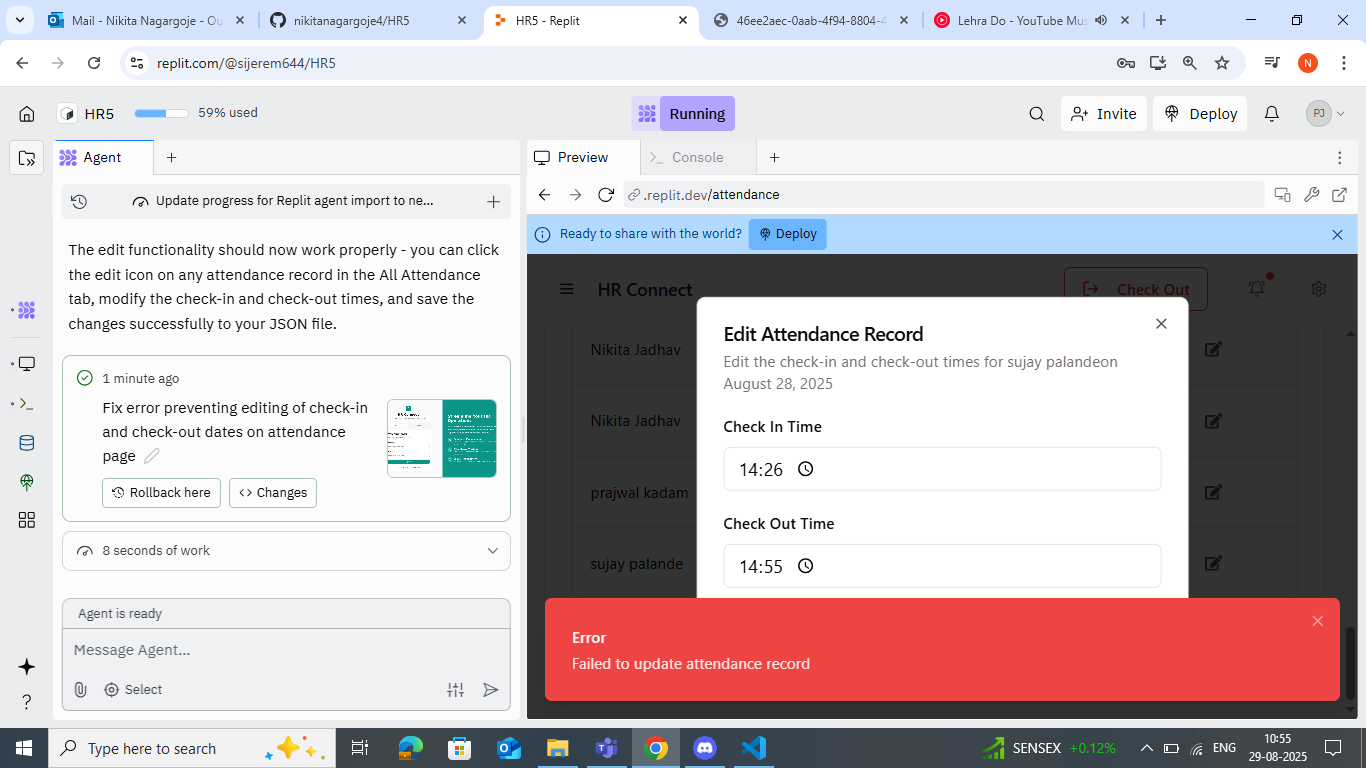 Mail - Nikita Nagargoje - Ou
nikitanagargoje4/HR5
HR5 - Replit
46ee2aec-0aab-4f94-8804-4
Lehra Do - YouTube Mus
replit.com/@sijerem644/HR5
N
HR5
59% used
Running
Invite
Deploy
PJ
Agent
Preview
Console
Update progress for Replit agent import to ne...
.replit.dev/attendance
Ready to share with the world?
Deploy
The edit functionality should now work properly - you can click
the edit icon on any attendance record in the All Attendance
tab, modify the check-in and check-out times, and save the
changes successfully to your JSON file.
1 minute ago
Fix error preventing editing of check-in
and check-out dates on attendance
page
Rollback here
Changes
8 seconds of work
Agent is ready
Message Agent...
Select
HR Connect
Check Out
Nikita Jadhav
Nikita Jadhav
prajwal kadam
sujay palande
Edit Attendance Record
Edit the check-in and check-out times for sujay palandeon
August 28, 2025
Check In Time
14:26
Check Out Time
14:55
Error
Failed to update attendance record
Type here to search
SENSEX +0.12%
ENG
10:55
29-08-2025